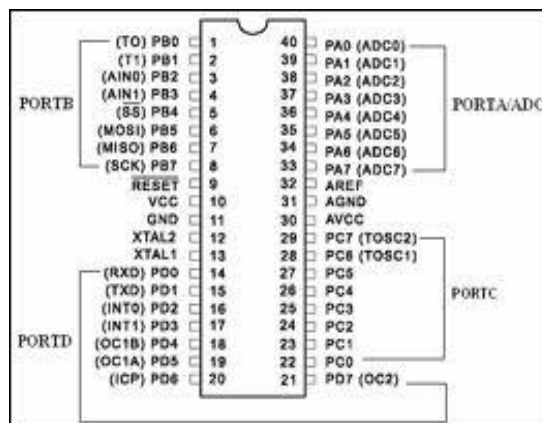 (TO) PB0 1 40 PA0 (ADC0)
(T1) PB1 2 39 PA1 (ADC1)
(AIN0) PB2 3 38 PA2 (ADC2)
(AIN1) PB3 4 37 PA3 (ADC3)
PORTB PORTA/ADC
(SS) PB4 5 36 PA4 (ADC4)
(MOSI) PB5 6 35 PA5 (ADC5)
(MISO) PB6 7 34 PA6 (ADC6)
(SCK) PB7 8 33 PA7 (ADC7)
RESET 9 32 AREF
VCC 10 31 AGND
GND 11 30 AVCC
XTAL2 12 29 PC7 (TOSC2)
XTAL1 13 28 PC6 (TOSC1)
(RXD) PD0 14 27 PC5
(TXD) PD1 15 26 PC4 PORTC
(INT0) PD2 16 25 PC3
(INT1) PD3 17 24 PC2
PORTD
(OC1B) PD4 18 23 PC1
(OC1A) PD5 19 22 PC0
(ICP) PD6 20 21 PD7 (OC2)